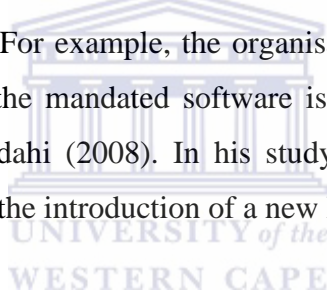 For example, the organis
the mandated software is
dahi (2008). In his study
the introduction of a new
UNIVERSITY of the
WESTERN CAPE